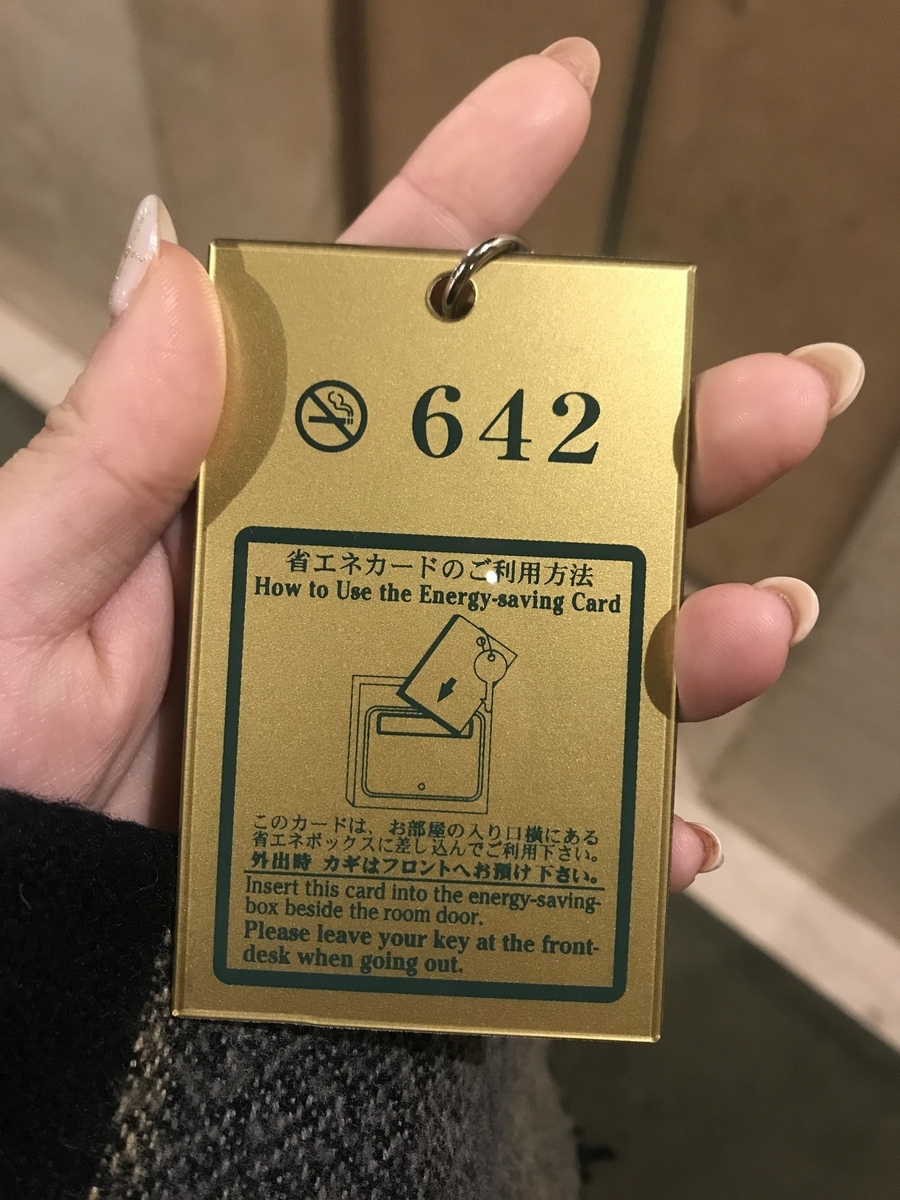 642
省エネカードのご利用方法
How to Use the Energy-saving Card
このカードは、お部屋の入り口横にある
省エネボックスに差し込んでご利用下さい。
外出時 カギはフロントへお預け下さい。
Insert this card into the energy-saving-
box beside the room door.
Please leave your key at the front-
desk when going out.